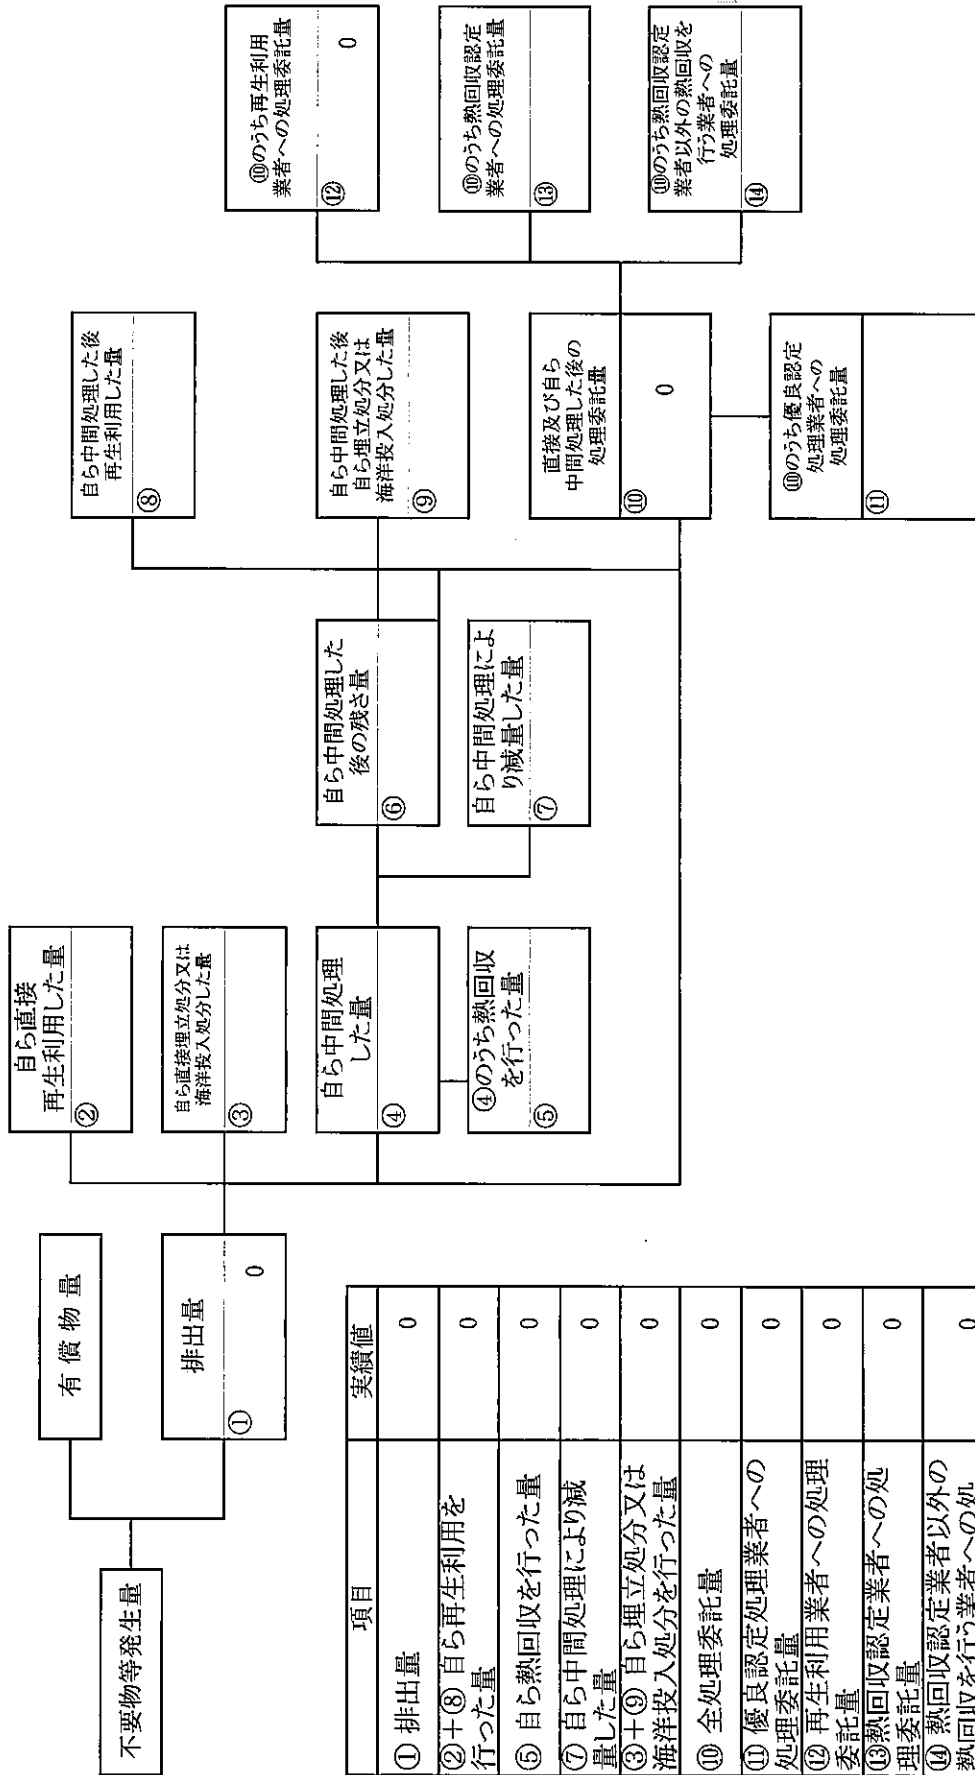 不要物等発生量
有償物量
排出量
①
0
自ら直接
再生利用した量
②
自ら直接埋立処分又は
海洋投入処分した量
③
自ら中間処理
した量
④
④のうち熱回収
を行った量
⑤
自ら中間処理した
後の残さ量
⑥
自ら中間処理によ
り減量した量
⑦
自ら中間処理した後
再生利用した量
⑧
自ら中間処理した後
自ら埋立処分又は
海洋投入処分した量
⑨
直接及び自ら
中間処理した後の
処理委託量
⑩
0
⑩のうち優良認定
処理業者への
処理委託量
⑪
⑩のうち再生利用
業者への処理委託量
⑫
0
⑩のうち熱回収認定
業者への処理委託量
⑬
⑩のうち熱回収認定
業者以外の熱回収を
行う業者への
処理委託量
⑭
項目 実績値
① 排出量 0
②+⑧ 自ら再生利用を
行った量 0
⑤ 自ら熱回収を行った量 0
⑦ 自ら中間処理により減
量した量 0
③+⑨ 自ら埋立処分又は
海洋投入処分を行った量 0
⑩ 全処理委託量 0
⑪ 優良認定処理業者への
処理委託量 0
⑫ 再生利用業者への処理
委託量 0
⑬熱回収認定業者への処
理委託量 0
⑭ 熱回収認定業者以外の
熱回収を行う業者への処 0